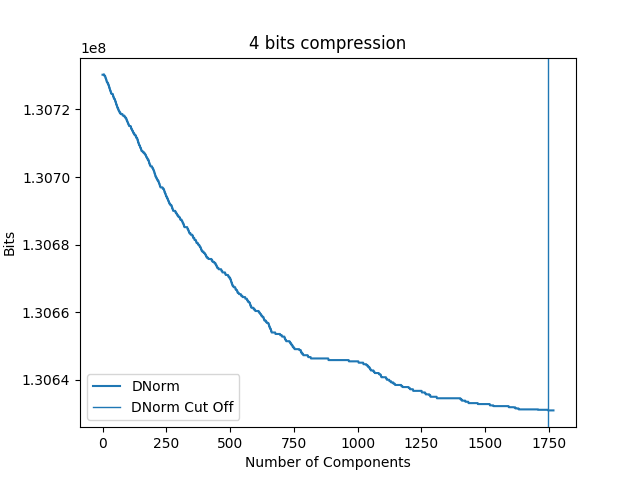 4 bits compression
1e8
1.3072
1.3070
1.3068
1.3066
1.3064
Bits
DNorm
DNorm Cut Off
0 250 500 750 1000 1250 1500 1750
Number of Components